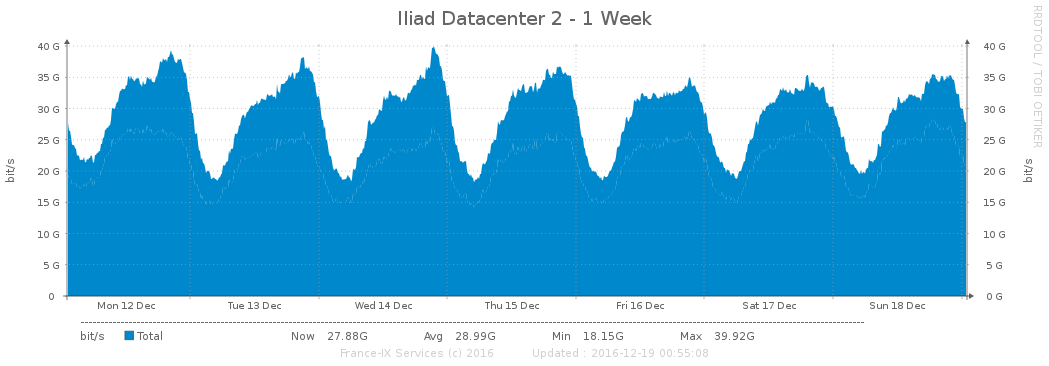 Iliad Datacenter 2 - 1 Week
RRDTOOL / TOBI OETIKER
40 G 40 G
35 G 35 G
30 G 30 G
25 G 25 G
20 G 20 G
15 G 15 G
10 G 10 G
5 G 5 G
0 0 G
bit/s
bit/s
Mon 12 Dec Tue 13 Dec Wed 14 Dec Thu 15 Dec Fri 16 Dec Sat 17 Dec Sun 18 Dec
bit/s Total Now 27.88G Avg 28.99G Min 18.15G Max 39.92G
France-IX Services (c) 2016 Updated : 2016-12-19 00:55:08